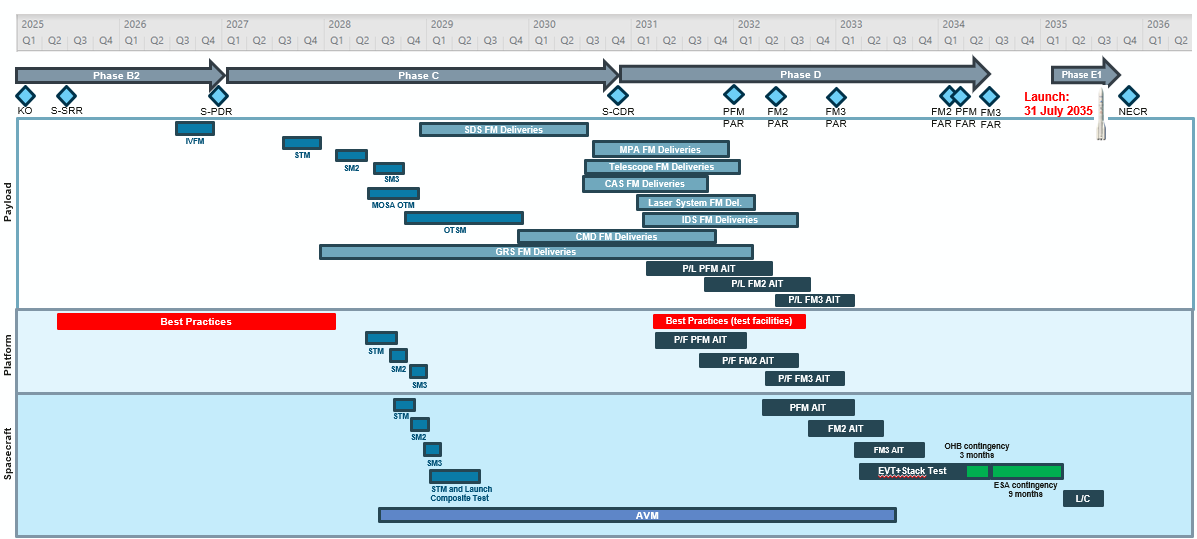 2025 2026 2027 2028 2029 2030 2031 2032 2033 2034 2035 2036
Q1 Q2 Q3 Q4 Q1 Q2 Q3 Q4 Q1 Q2 Q3 Q4 Q1 Q2 Q3 Q4 Q1 Q2 Q3 Q4 Q1 Q2 Q3 Q4 Q1 Q2 Q3 Q4 Q1 Q2 Q3 Q4 Q1 Q2 Q3 Q4 Q1 Q2 Q3 Q4 Q1 Q2 Q3 Q4 Q1 Q2
Phase B2 Phase C Phase D Phase E1
KO S-SRR S-PDR S-CDR
PFM
PAR
FM2
PAR
FM3
PAR
FM2
FAR
PFM
FAR
FM3
FAR
Launch:
31 July 2035
NECR
Payload
IVFM
SDS FM Deliveries
STM
MPA FM Deliveries
SM2
Telescope FM Deliveries
SM3
CAS FM Deliveries
MOSA OTM
Laser System FM Del.
OTSM
IDS FM Deliveries
CMD FM Deliveries
GRS FM Deliveries
P/L PFM AIT
P/L FM2 AIT
P/L FM3 AIT
Platform
Best Practices
Best Practices (test facilities)
STM
P/F PFM AIT
SM2
P/F FM2 AIT
SM3
P/F FM3 AIT
Spacecraft
STM
PFM AIT
SM2
FM2 AIT
SM3
FM3 AIT
OHB contingency
3 months
EVT+Stack Test
STM and Launch
Composite Test
ESA contingency
9 months
L/C
AVM